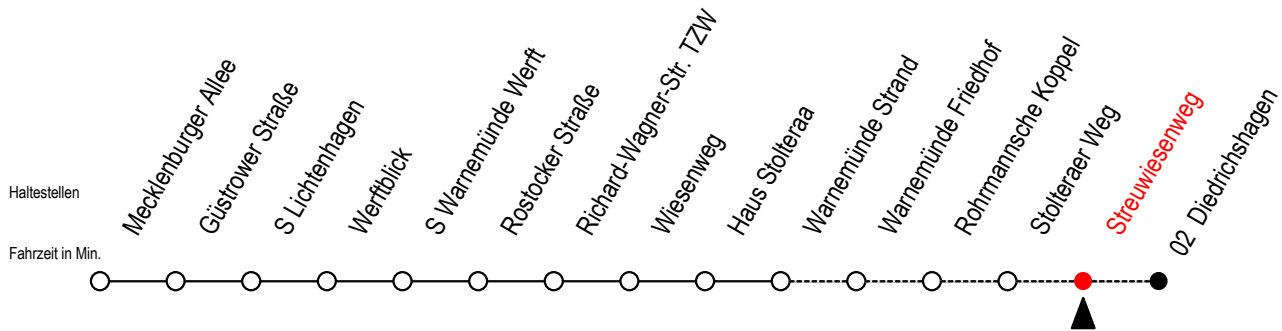 Haltestellen
Mecklenburger Allee
Güstrower Straße
S Lichtenhagen
Werftblick
S Warnemünde Werft
Rostocker Straße
Richard-Wagner-Str. TZW
Wiesenweg
Haus Stolteraa
Warnemünde Strand
Warnemünde Friedhof
Rohrmannsche Koppel
Stolteraer Weg
Streuwiesenweg
02 Diedrichshagen
Fahrzeit in Min.